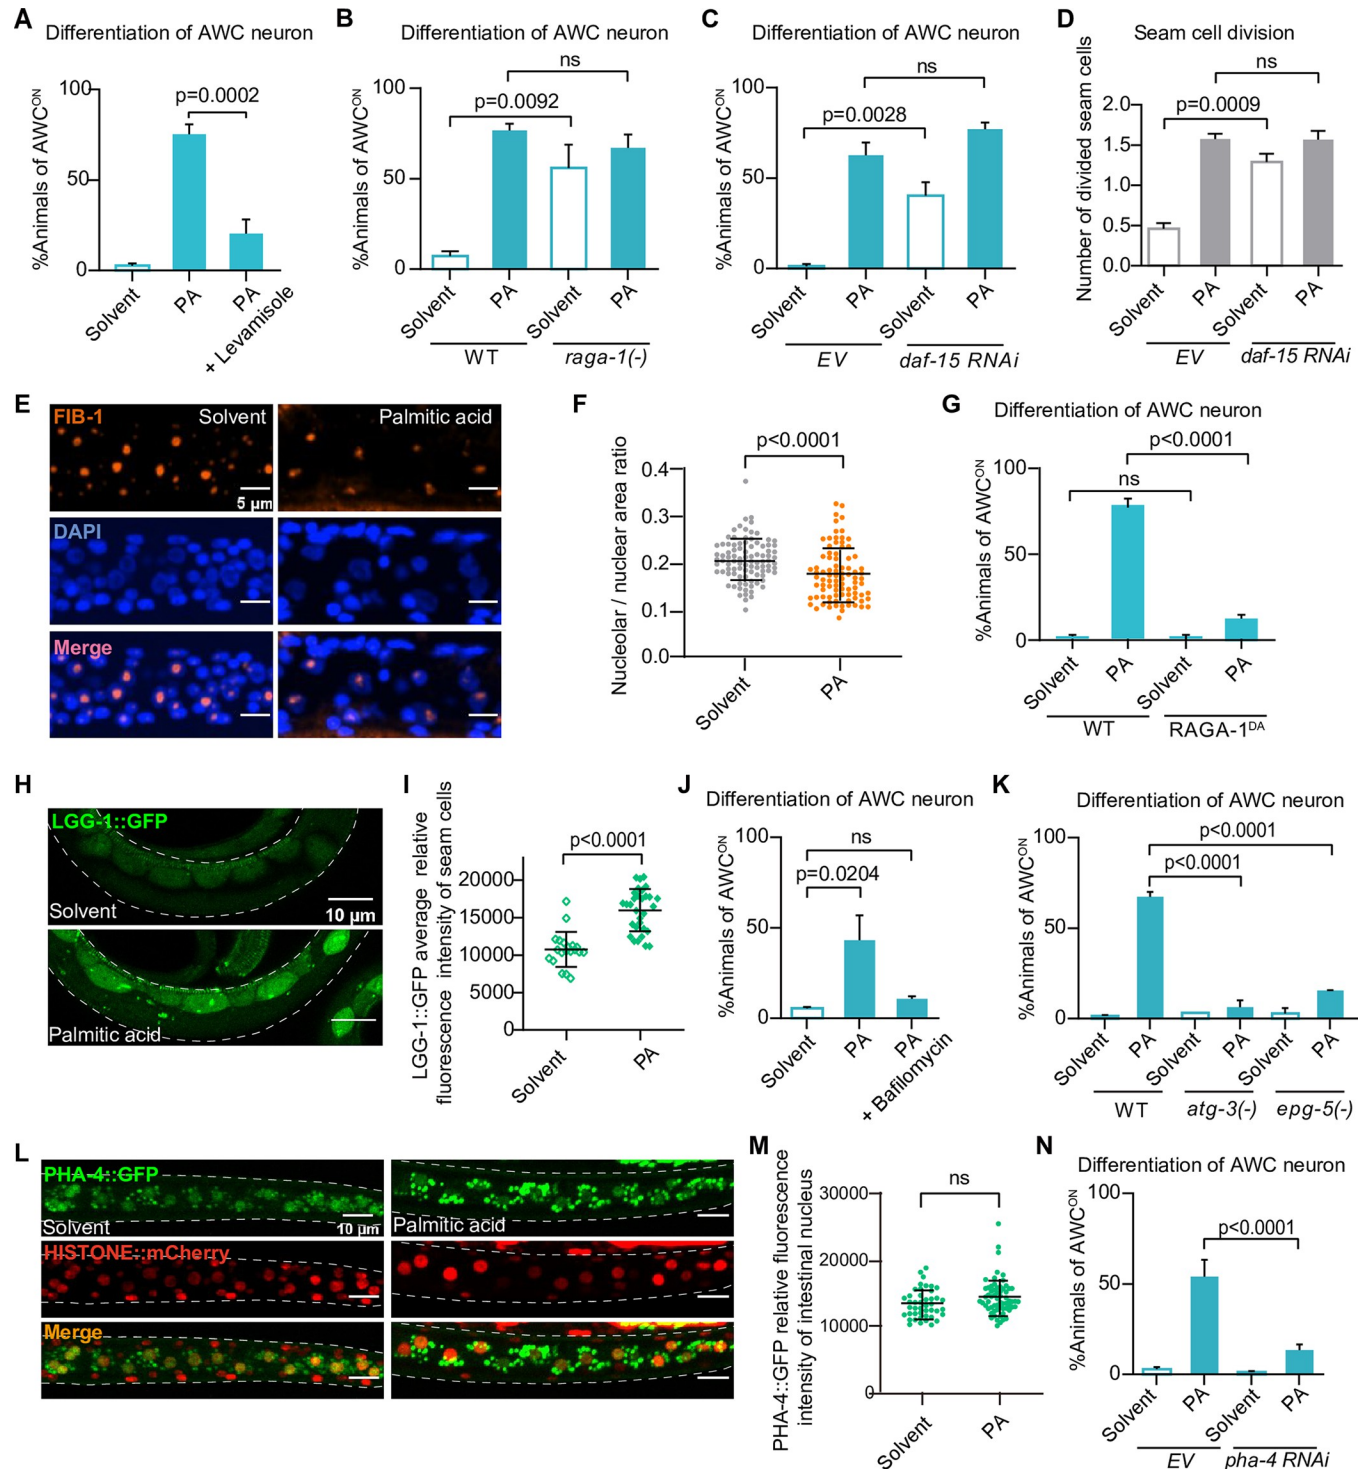 A
Differentiation of AWC neuron
%Animals of AWC^ON
100
50
0
p=0.0002
Solvent
PA
PA
+ Levamisole
B
Differentiation of AWC neuron
%Animals of AWC^ON
100
50
0
p=0.0092
ns
Solvent
PA
Solvent
PA
WT
raga-1(-)
C
Differentiation of AWC neuron
%Animals of AWC^ON
100
50
0
p=0.0028
ns
Solvent
PA
Solvent
PA
EV
daf-15 RNAi
D
Seam cell division
Number of divided seam cells
2.0
1.5
1.0
0.5
0.0
p=0.0009
ns
Solvent
PA
Solvent
PA
EV
daf-15 RNAi
E
FIB-1
Solvent
Palmitic acid
5 µm
DAPI
Merge
F
Nucleolar / nuclear area ratio
0.4
0.3
0.2
0.1
0.0
p<0.0001
Solvent
PA
G
Differentiation of AWC neuron
%Animals of AWC^ON
100
50
0
ns
p<0.0001
Solvent
PA
Solvent
PA
WT
RAGA-1^DA
H
LGG-1::GFP
Solvent
10 µm
Palmitic acid
I
LGG-1::GFP average relative
fluorescence intensity of seam cells
20000
15000
10000
5000
0
p<0.0001
Solvent
PA
J
Differentiation of AWC neuron
%Animals of AWC^ON
100
50
0
ns
p=0.0204
Solvent
PA
PA
+ Bafilomycin
K
Differentiation of AWC neuron
%Animals of AWC^ON
100
50
0
p<0.0001
p<0.0001
Solvent
PA
Solvent
PA
Solvent
PA
WT
atg-3(-)
epg-5(-)
L
PHA-4::GFP
Solvent
10 µm
Palmitic acid
HISTONE::mCherry
Merge
M
PHA-4::GFP relative fluorescence
intensity of intestinal nucleus
30000
20000
10000
0
ns
Solvent
PA
N
Differentiation of AWC neuron
%Animals of AWC^ON
100
50
0
p<0.0001
Solvent
PA
Solvent
PA
EV
pha-4 RNAi